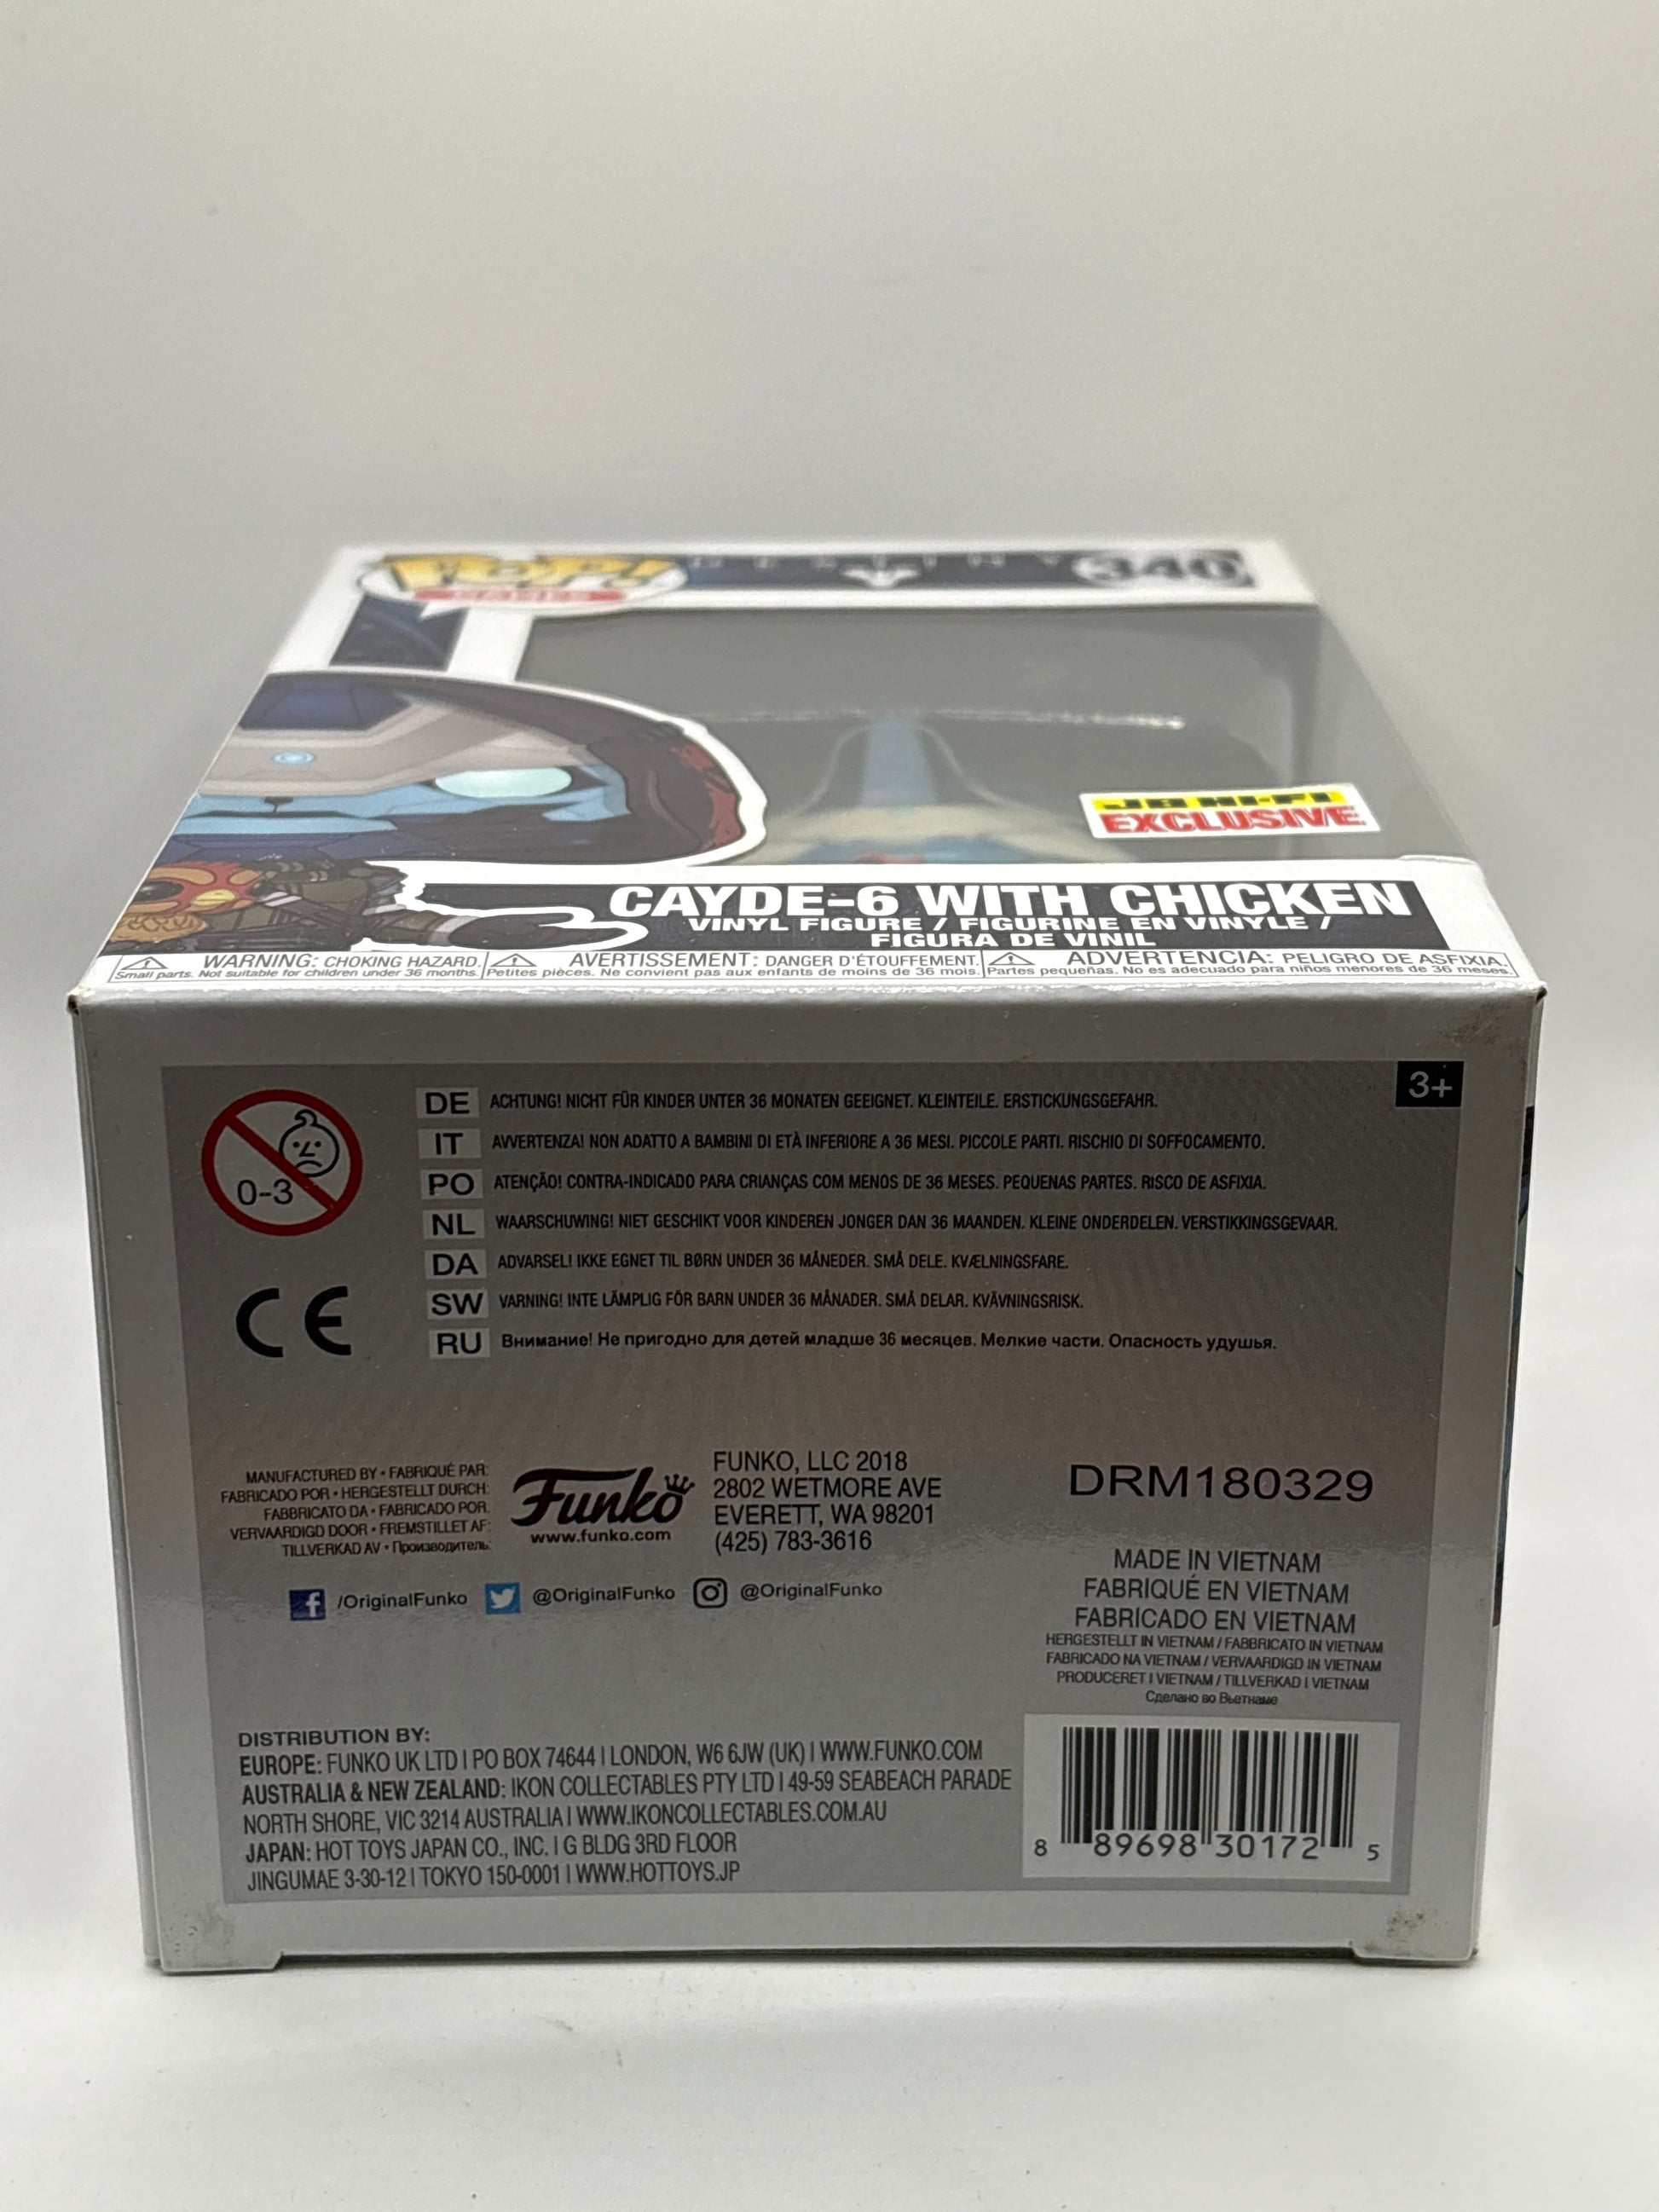 POP!
GAMES
DESTINY
340
JB HI-FI
EXCLUSIVE
CAYDE-6 WITH CHICKEN
VINYL FIGURE / FIGURINE EN VINYLE /
FIGURA DE VINIL
WARNING: CHOKING HAZARD.
Small parts. Not suitable for children under 36 months.
AVERTISSEMENT: DANGER D'ÉTOUFFEMENT.
Petites pièces. Ne convient pas aux enfants de moins de 36 mois.
ADVERTENCIA: PELIGRO DE ASFIXIA.
Partes pequeñas. No es adecuado para niños menores de 36 meses.
3+
0-3
DE ACHTUNG! NICHT FÜR KINDER UNTER 36 MONATEN GEEIGNET. KLEINTEILE. ERSTICKUNGSGEFAHR.
IT AVVERTENZA! NON ADATTO A BAMBINI DI ETÀ INFERIORE A 36 MESI. PICCOLE PARTI. RISCHIO DI SOFFOCAMENTO.
PO ATENÇÃO! CONTRA-INDICADO PARA CRIANÇAS COM MENOS DE 36 MESES. PEQUENAS PARTES. RISCO DE ASFIXIA.
NL WAARSCHUWING! NIET GESCHIKT VOOR KINDEREN JONGER DAN 36 MAANDEN. KLEINE ONDERDELEN. VERSTIKKINGSGEVAAR.
DA ADVARSEL! IKKE EGNET TIL BØRN UNDER 36 MÅNEDER. SMÅ DELE. KVÆLNINGSFARE.
SW VARNING! INTE LÄMPLIG FÖR BARN UNDER 36 MÅNADER. SMÅ DELAR. KVÄVNINGSRISK.
RU Внимание! Не пригодно для детей младше 36 месяцев. Мелкие части. Опасность удушья.
CE
MANUFACTURED BY • FABRIQUÉ PAR:
FABRICADO POR • HERGESTELLT DURCH:
FABBRICATO DA • FABRICADO POR:
VERVAARDIGD DOOR • FREMSTILLET AF:
TILLVERKAD AV • Производитель:
Funko
www.funko.com
FUNKO, LLC 2018
2802 WETMORE AVE
EVERETT, WA 98201
(425) 783-3616
/OriginalFunko @OriginalFunko @OriginalFunko
DRM180329
MADE IN VIETNAM
FABRIQUÉ EN VIETNAM
FABRICADO EN VIETNAM
HERGESTELLT IN VIETNAM / FABBRICATO IN VIETNAM
FABRICADO NA VIETNAM / VERVAARDIGD IN VIETNAM
PRODUCERET I VIETNAM / TILLVERKAD I VIETNAM
Сделано во Вьетнаме
DISTRIBUTION BY:
EUROPE: FUNKO UK LTD | PO BOX 74644 | LONDON, W6 6JW (UK) | WWW.FUNKO.COM
AUSTRALIA & NEW ZEALAND: IKON COLLECTABLES PTY LTD | 49-59 SEABEACH PARADE
NORTH SHORE, VIC 3214 AUSTRALIA | WWW.IKONCOLLECTABLES.COM.AU
JAPAN: HOT TOYS JAPAN CO., INC. | G BLDG 3RD FLOOR
JINGUMAE 3-30-12 | TOKYO 150-0001 | WWW.HOTTOYS.JP
8 89698 30172 5